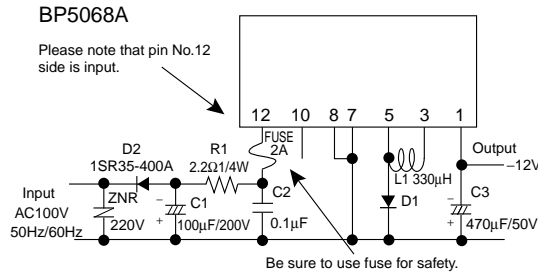 BP5068A
Please note that pin No.12
side is input.
12 10 8 7 5 3 1
FUSE
2A
D2
1SR35-400A
R1
2.2Ω1/4W
Output
−12V
L1 330μH
Input
AC100V
50Hz/60Hz
ZNR
220V
−
+
C1
100μF/200V
C2
0.1μF
D1
−
+
C3
470μF/50V
Be sure to use fuse for safety.